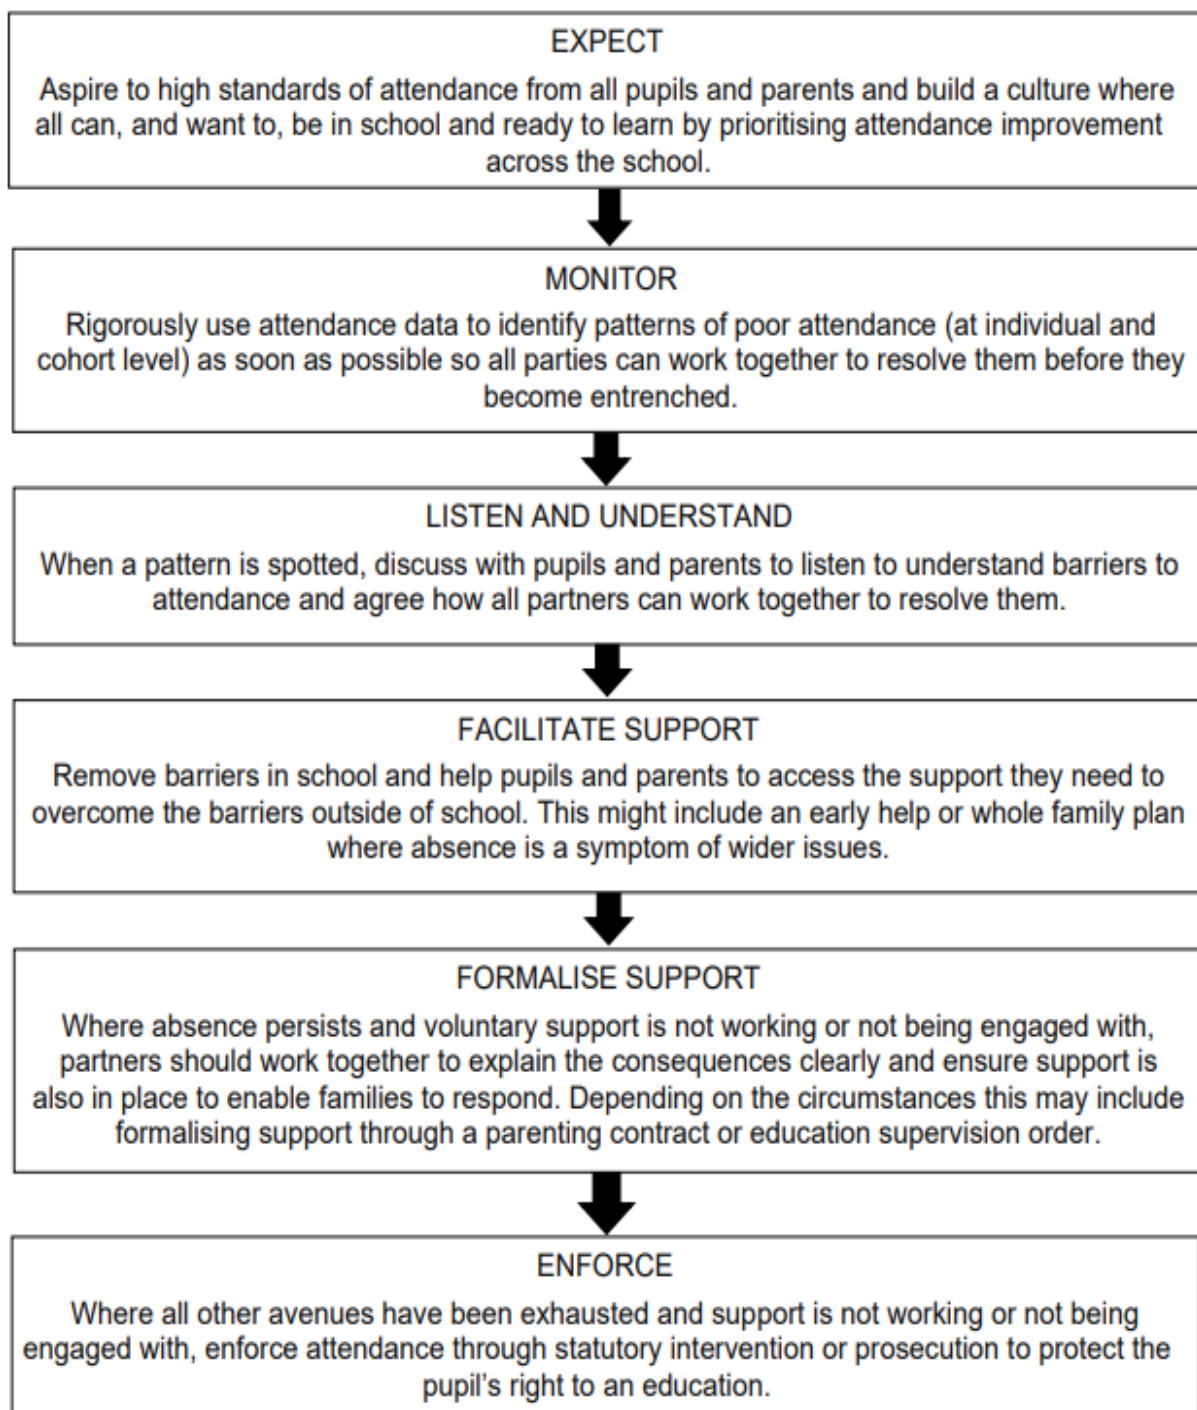 EXPECT
Aspire to high standards of attendance from all pupils and parents and build a culture where
all can, and want to, be in school and ready to learn by prioritising attendance improvement
across the school.
MONITOR
Rigorously use attendance data to identify patterns of poor attendance (at individual and
cohort level) as soon as possible so all parties can work together to resolve them before they
become entrenched.
LISTEN AND UNDERSTAND
When a pattern is spotted, discuss with pupils and parents to listen to understand barriers to
attendance and agree how all partners can work together to resolve them.
FACILITATE SUPPORT
Remove barriers in school and help pupils and parents to access the support they need to
overcome the barriers outside of school. This might include an early help or whole family plan
where absence is a symptom of wider issues.
FORMALISE SUPPORT
Where absence persists and voluntary support is not working or not being engaged with,
partners should work together to explain the consequences clearly and ensure support is
also in place to enable families to respond. Depending on the circumstances this may include
formalising support through a parenting contract or education supervision order.
ENFORCE
Where all other avenues have been exhausted and support is not working or not being
engaged with, enforce attendance through statutory intervention or prosecution to protect the
pupil's right to an education.